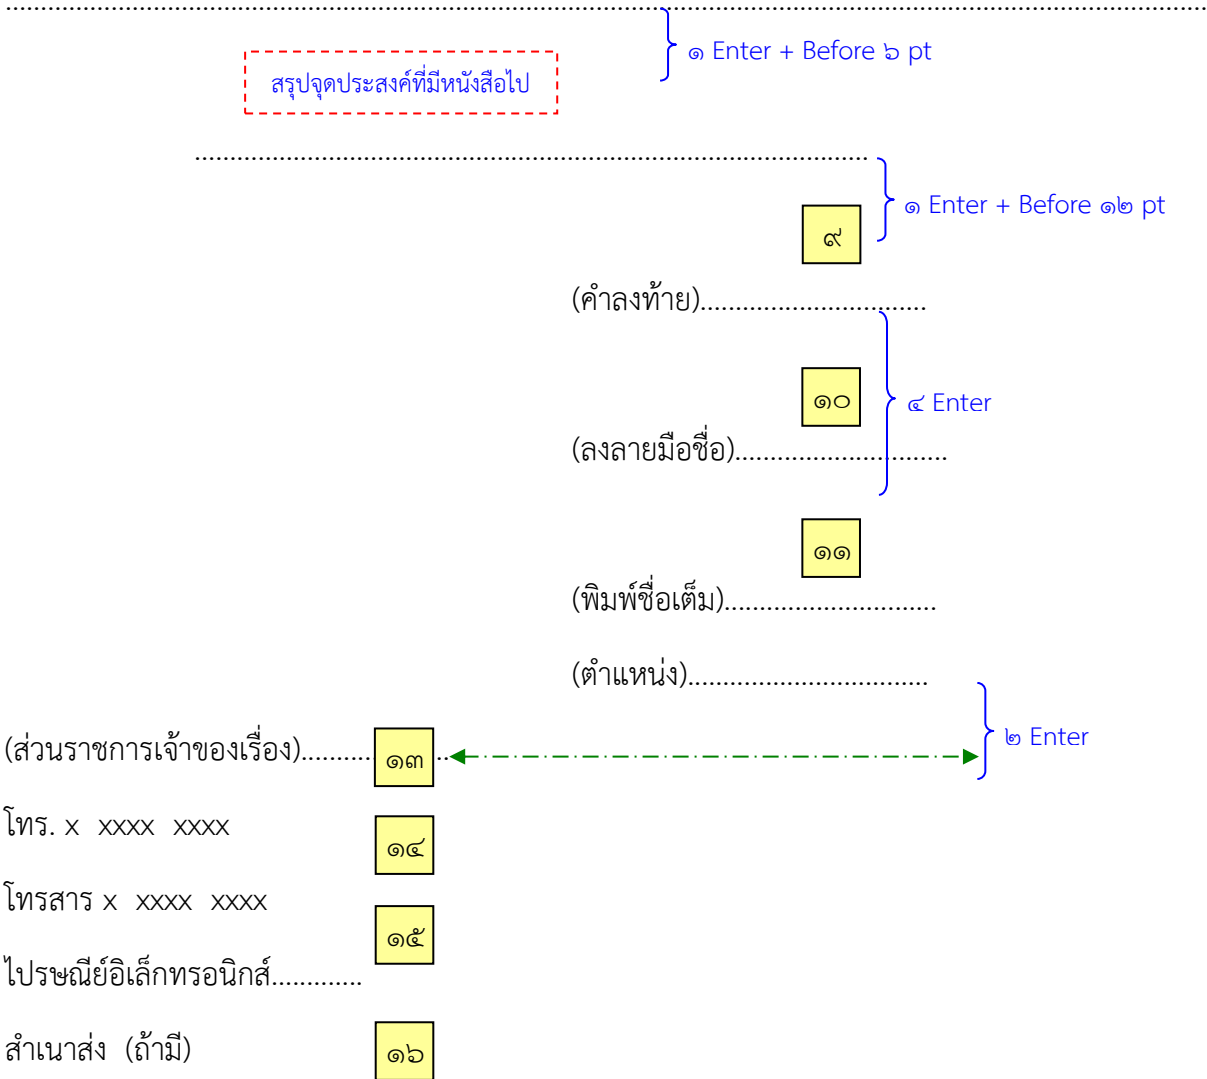 ................................................................................................................................................................
๑ Enter + Before ๖ pt
สรุปจุดประสงค์ที่มีหนังสือไป
................................................................................................
๑ Enter + Before ๑๒ pt
๙
(คำลงท้าย)................................
๑๐
๔ Enter
(ลงลายมือชื่อ)..............................
๑๑
(พิมพ์ชื่อเต็ม)..............................
(ตำแหน่ง)..................................
๒ Enter
(ส่วนราชการเจ้าของเรื่อง)..........๑๓..
โทร. x xxxx xxxx
๑๔
โทรสาร x xxxx xxxx
๑๕
ไปรษณีย์อิเล็กทรอนิกส์.............
สำเนาส่ง (ถ้ามี) ๑๖